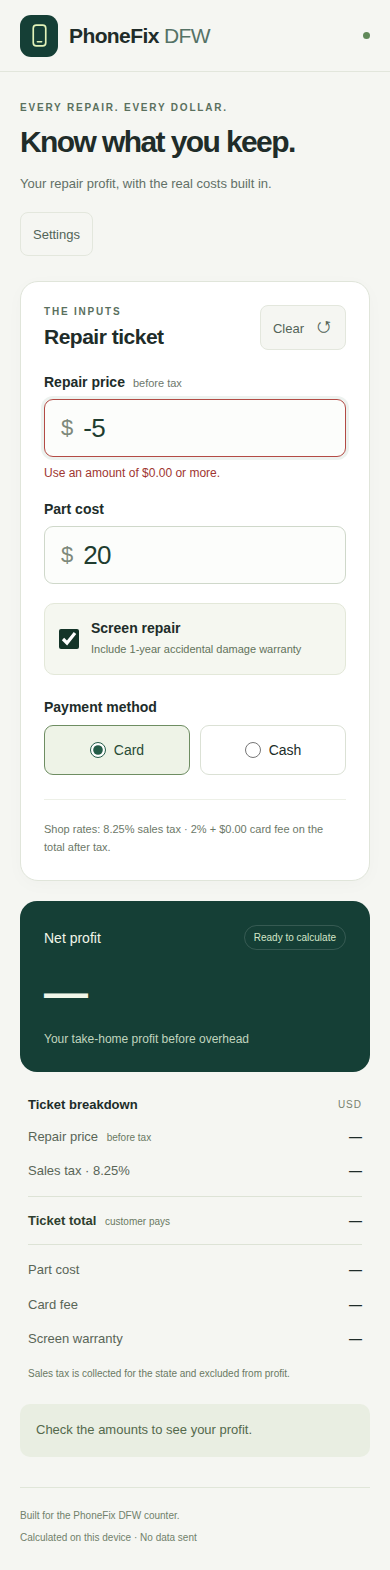 PhoneFix DFW
EVERY REPAIR. EVERY DOLLAR.
Know what you keep.
Your repair profit, with the real costs built in.
Settings
THE INPUTS
Repair ticket
Clear
Repair price before tax
$ -5
Use an amount of $0.00 or more.
Part cost
$ 20
Screen repair
Include 1-year accidental damage warranty
Payment method
Card
Cash
Shop rates: 8.25% sales tax · 2% + $0.00 card fee on the
total after tax.
Net profit
Ready to calculate
—
Your take-home profit before overhead
Ticket breakdown USD
Repair price before tax —
Sales tax · 8.25% —
Ticket total customer pays —
Part cost —
Card fee —
Screen warranty —
Sales tax is collected for the state and excluded from profit.
Check the amounts to see your profit.
Built for the PhoneFix DFW counter.
Calculated on this device · No data sent